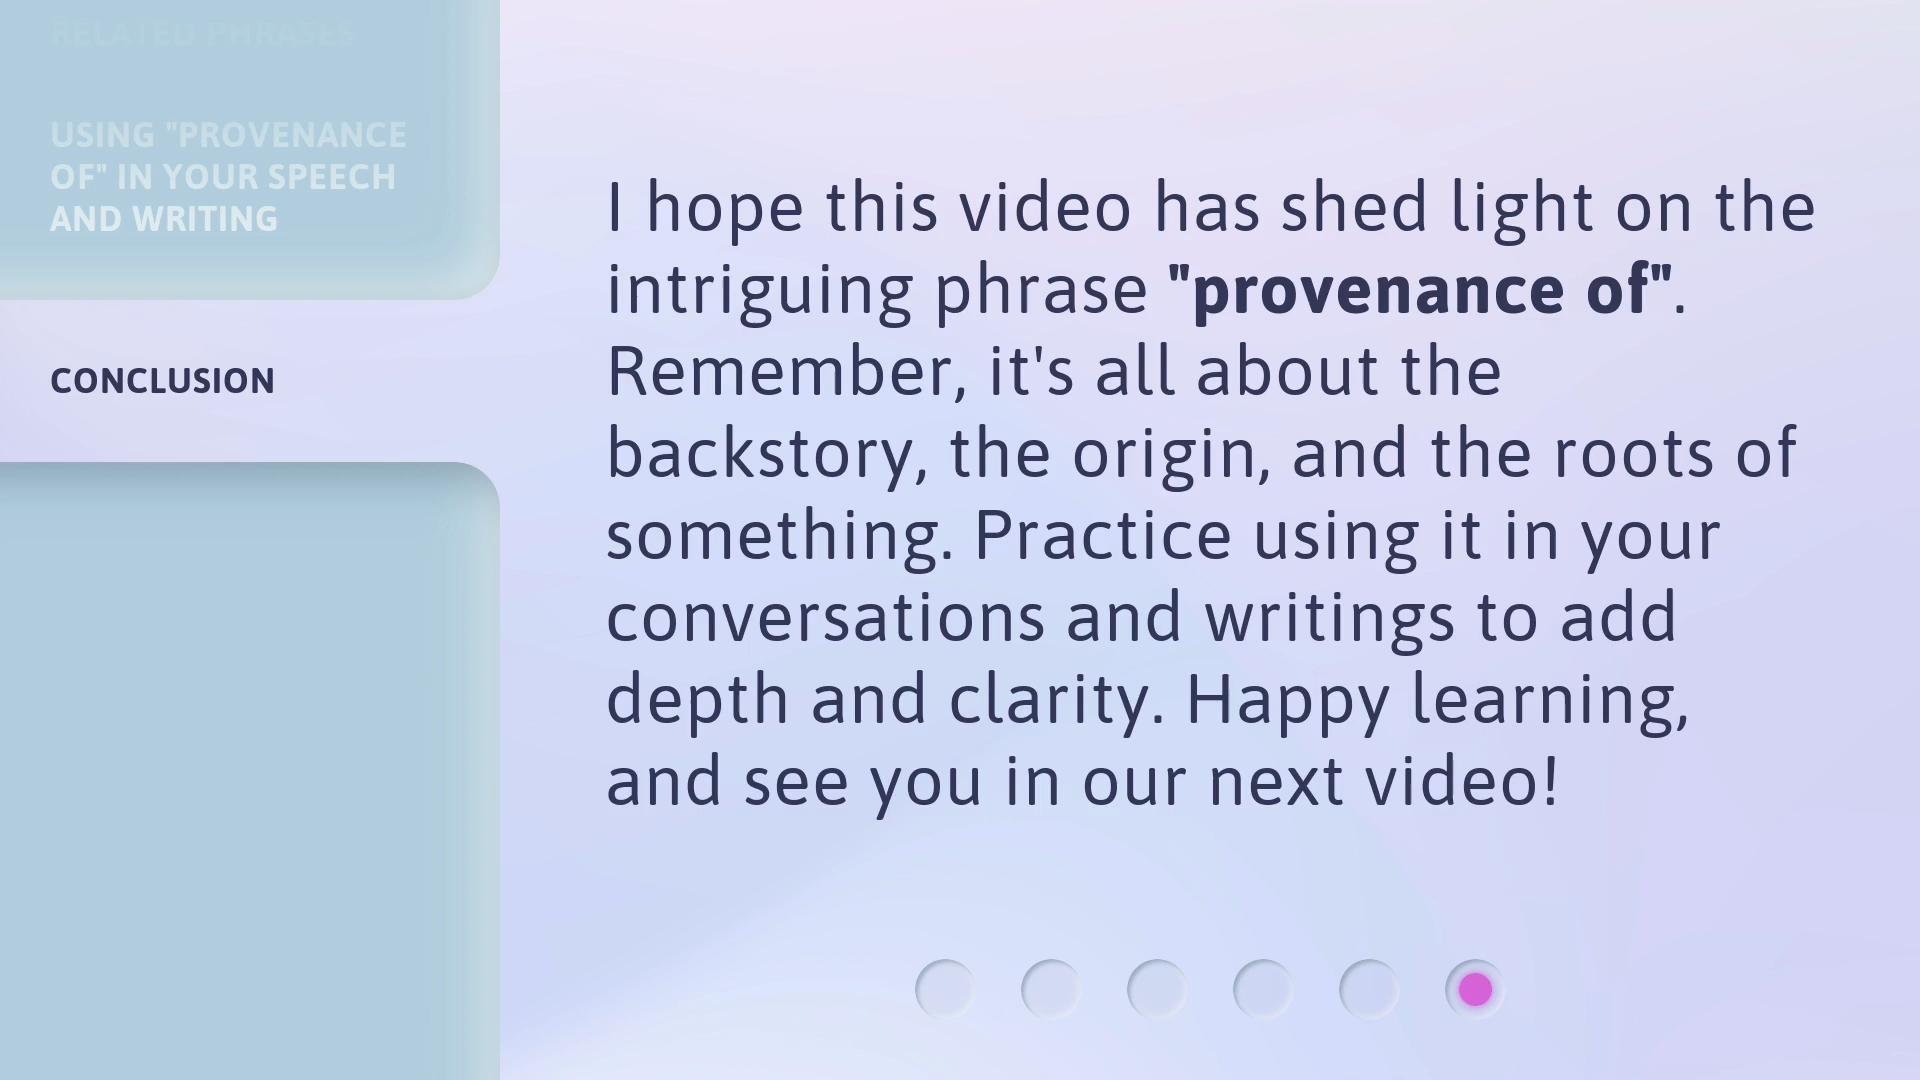 RELATED PHRASES
USING "PROVENANCE
OF" IN YOUR SPEECH
AND WRITING
CONCLUSION
I hope this video has shed light on the
intriguing phrase "provenance of".
Remember, it's all about the
backstory, the origin, and the roots of
something. Practice using it in your
conversations and writings to add
depth and clarity. Happy learning,
and see you in our next video!